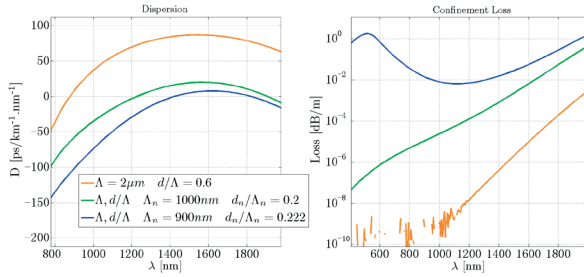 Dispersion
100
50
0
−50
−100
−150
−200
D [ps/km⁻¹.nm⁻¹]
800 1000 1200 1400 1600 1800
λ [nm]
Λ = 2μm d/Λ = 0.6
Λ, d/Λ Λₙ = 1000nm dₙ/Λₙ = 0.2
Λ, d/Λ Λₙ = 900nm dₙ/Λₙ = 0.222
Confinement Loss
10⁰
10⁻²
10⁻⁴
10⁻⁶
10⁻⁸
10⁻¹⁰
Loss [dB/m]
600 800 1000 1200 1400 1600 1800
λ [nm]